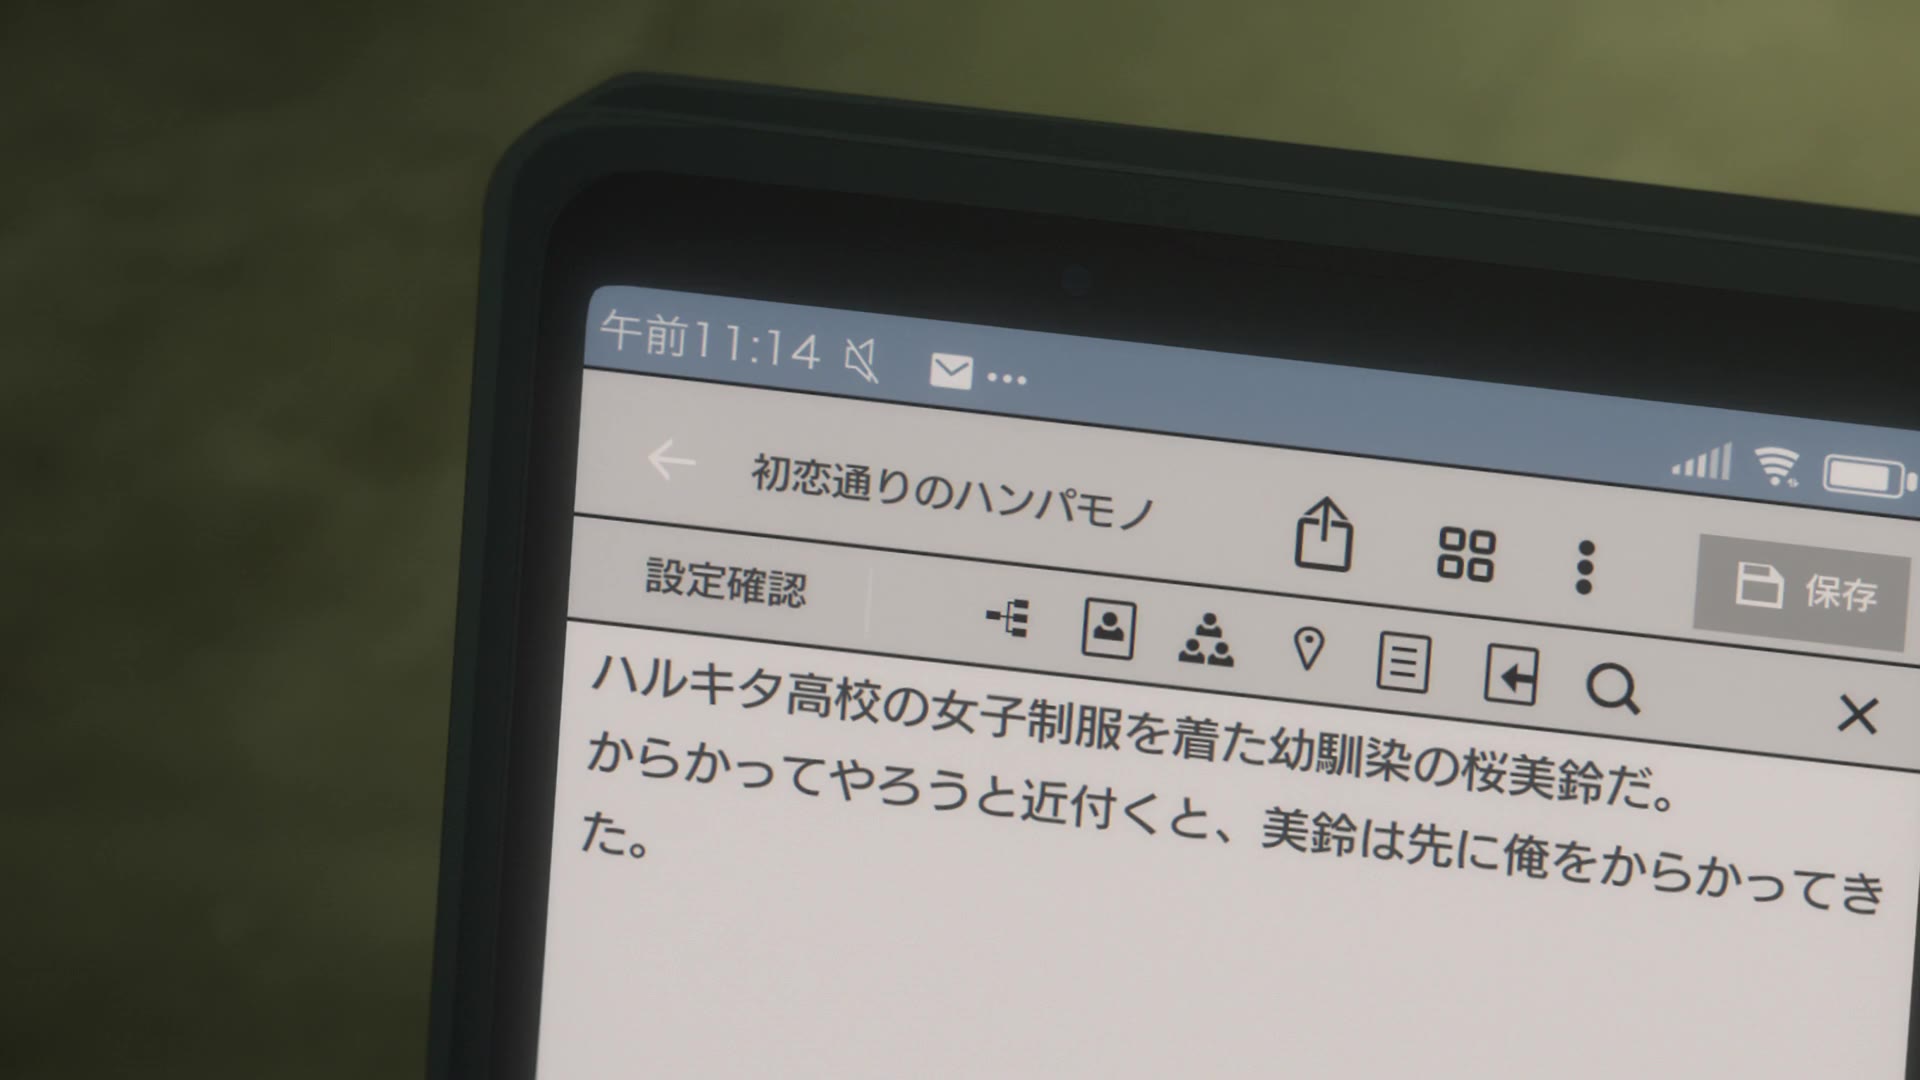 午前11:14
初恋通りのハンパモノ
保存
設定確認
ハルキタ高校の女子制服を着た幼馴染の桜美鈴だ。
からかってやろうと近付くと、美鈴は先に俺をからかってき
た。